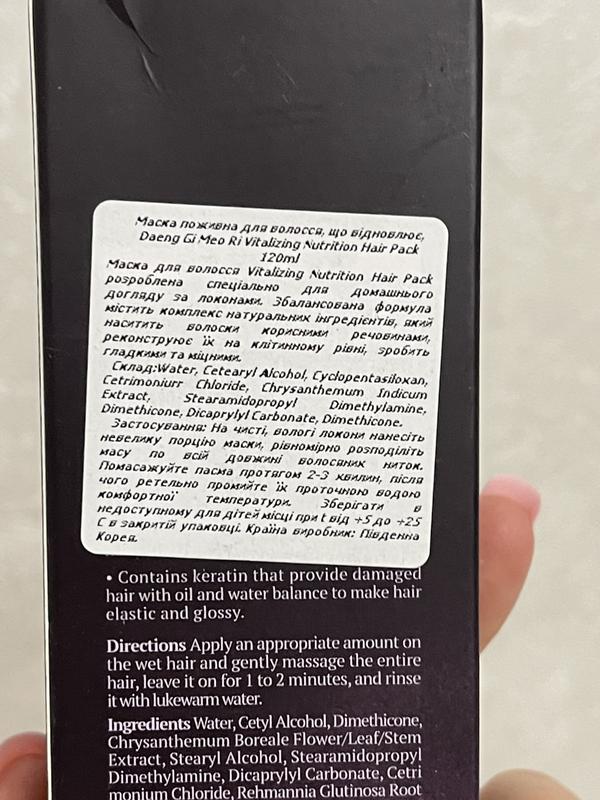 Маска поживна для волосся, що відновлює,
Daeng Gi Meo Ri Vitalizing Nutrition Hair Pack
120ml
Маска для волосся Vitalizing Nutrition Hair Pack
розроблена спеціально для домашнього
догляду за локонами. Збалансована формула
містить комплекс натуральних інгредієнтів, який
наситить волоски корисними речовинами,
реконструює їх на клітинному рівні, зробить
гладкими та міцними.
Склад:Water, Cetearyl Alcohol, Cyclopentasiloxan,
Cetrimoniurr Chloride, Chrysanthemum Indicum
Extract, Stearamidopropyl Dimethylamine,
Dimethicone, Dicaprylyl Carbonate, Dimethicone.
Застосування: На чисті, вологі локони нанесіть
невелику порцію маски, рівномірно розподіліть
масу по всій довжині волосяних ниток.
Помасажуйте пасма протягом 2-3 хвилин, після
чого ретельно промийте їх проточною водою
комфортної температури. Зберігати в
недоступному для дітей місці при t від +5 до +25
С в закритій упаковці. Країна виробник: Південна
Корея.
• Contains keratin that provide damaged
hair with oil and water balance to make hair
elastic and glossy.
Directions Apply an appropriate amount on
the wet hair and gently massage the entire
hair, leave it on for 1 to 2 minutes, and rinse
it with lukewarm water.
Ingredients Water, Cetyl Alcohol, Dimethicone,
Chrysanthemum Boreale Flower/Leaf/Stem
Extract, Stearyl Alcohol, Stearamidopropyl
Dimethylamine, Dicaprylyl Carbonate, Cetri
monium Chloride, Rehmannia Glutinosa Root